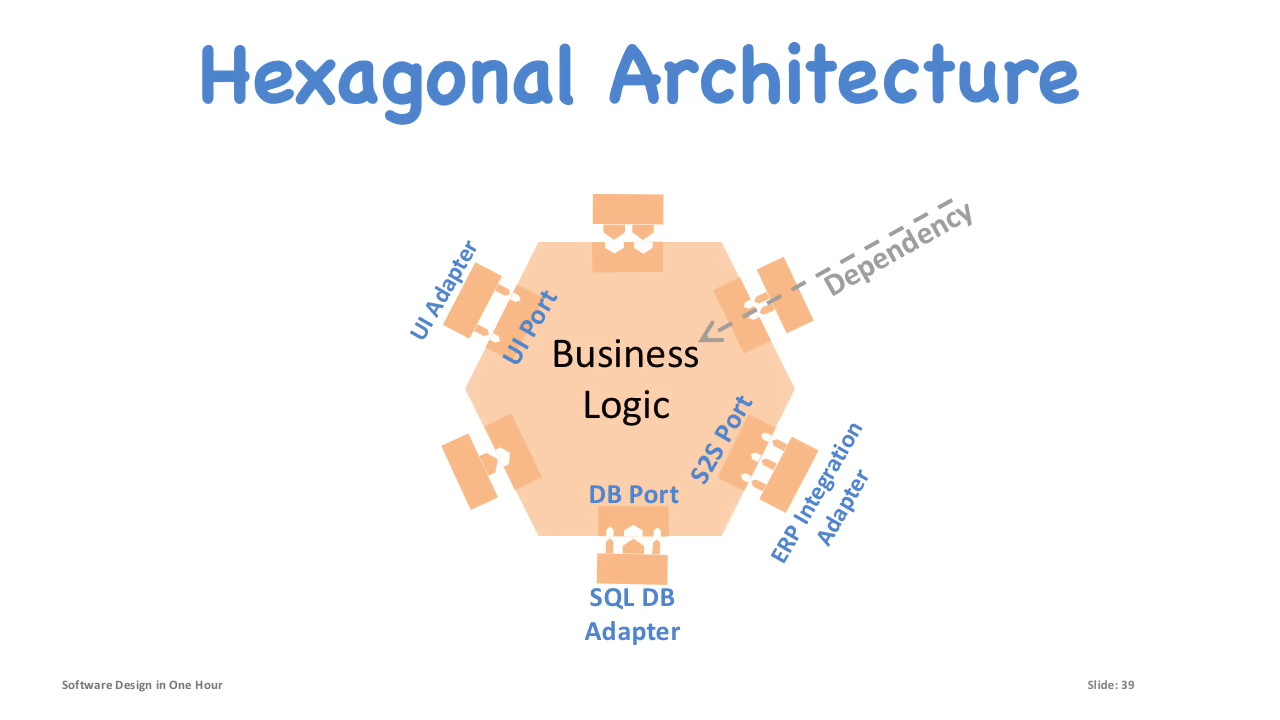 Hexagonal Architecture
Dependency
UI Adapter
UI Port
Business
Logic
S2S Port
ERP Integration
Adapter
DB Port
SQL DB
Adapter
Software Design in One Hour
Slide: 39